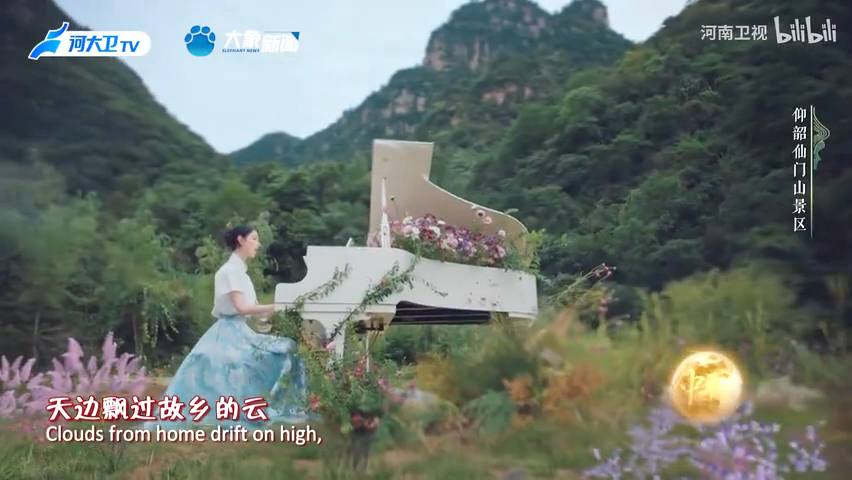 河大卫TV
大象新闻
ELEPHANT NEWS
河南卫视 bilibili
仰韶仙门山景区
天边飘过故乡的云
Clouds from home drift on high,